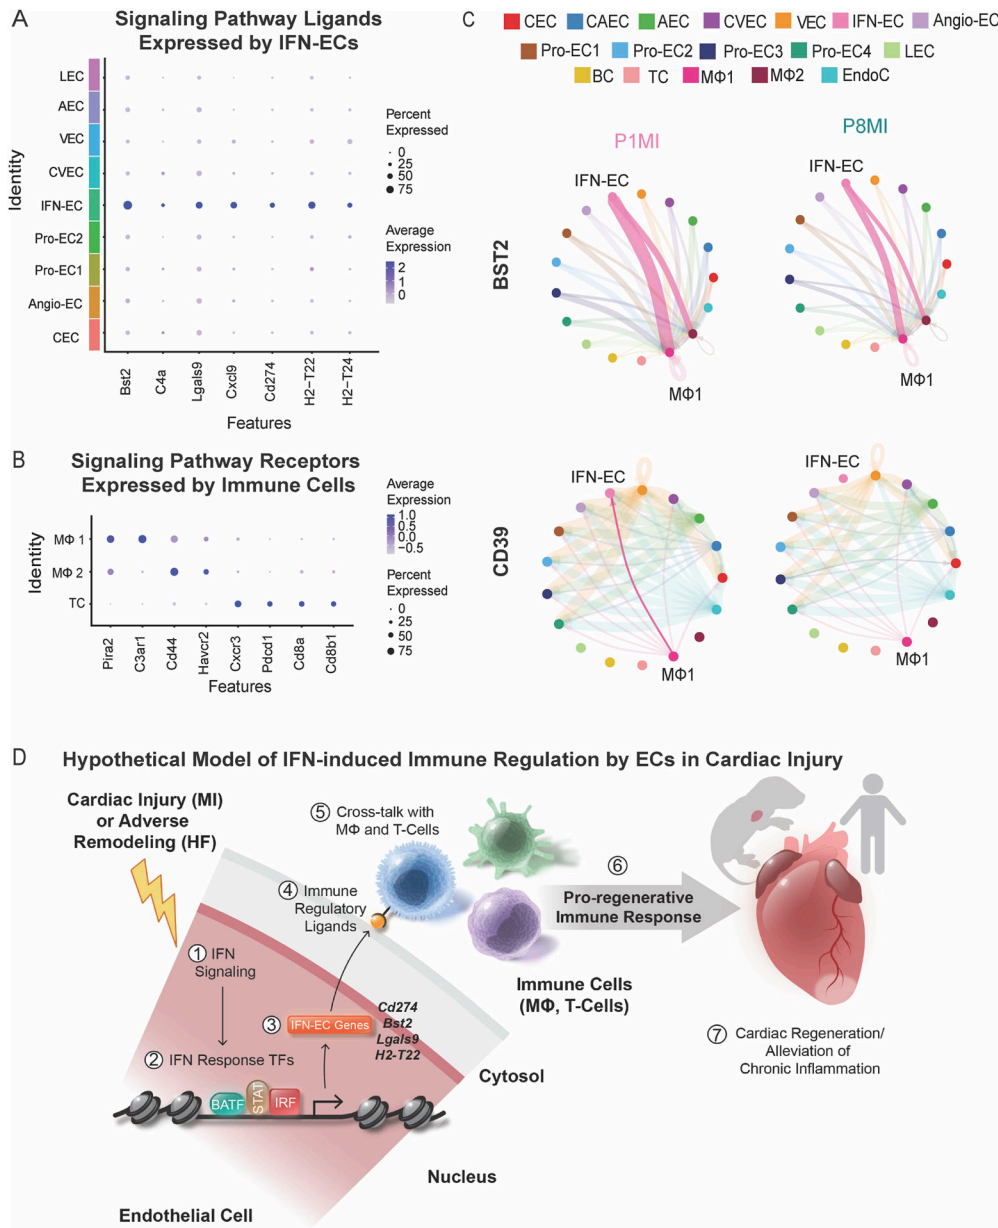 A
Signaling Pathway Ligands
Expressed by IFN-ECs
Identity
LEC
AEC
VEC
CVEC
IFN-EC
Pro-EC2
Pro-EC1
Angio-EC
CEC
Bst2
C4a
Lgals9
Cxcl9
Cd274
H2−T22
H2−T24
Features
Percent
Expressed
0
25
50
75
Average
Expression
2
1
0
B
Signaling Pathway Receptors
Expressed by Immune Cells
Identity
MΦ 1
MΦ 2
TC
Pira2
C3ar1
Cd44
Havcr2
Cxcr3
Pdcd1
Cd8a
Cd8b1
Features
Average
Expression
1.0
0.5
0.0
−0.5
Percent
Expressed
0
25
50
75
C
CEC CAEC AEC CVEC VEC IFN-EC Angio-EC
Pro-EC1 Pro-EC2 Pro-EC3 Pro-EC4 LEC
BC TC MΦ1 MΦ2 EndoC
P1MI
P8MI
BST2
IFN-EC
MΦ1
IFN-EC
MΦ1
CD39
IFN-EC
MΦ1
IFN-EC
MΦ1
D
Hypothetical Model of IFN-induced Immune Regulation by ECs in Cardiac Injury
Cardiac Injury (MI)
or Adverse
Remodeling (HF)
1 IFN
Signaling
2 IFN Response TFs
BATF
STAT
IRF
3 IFN-EC Genes
Cd274
Bst2
Lgals9
H2-T22
4 Immune
Regulatory
Ligands
5 Cross-talk with
MΦ and T-Cells
Immune Cells
(MΦ, T-Cells)
6
Pro-regenerative
Immune Response
7 Cardiac Regeneration/
Alleviation of
Chronic Inflammation
Cytosol
Nucleus
Endothelial Cell